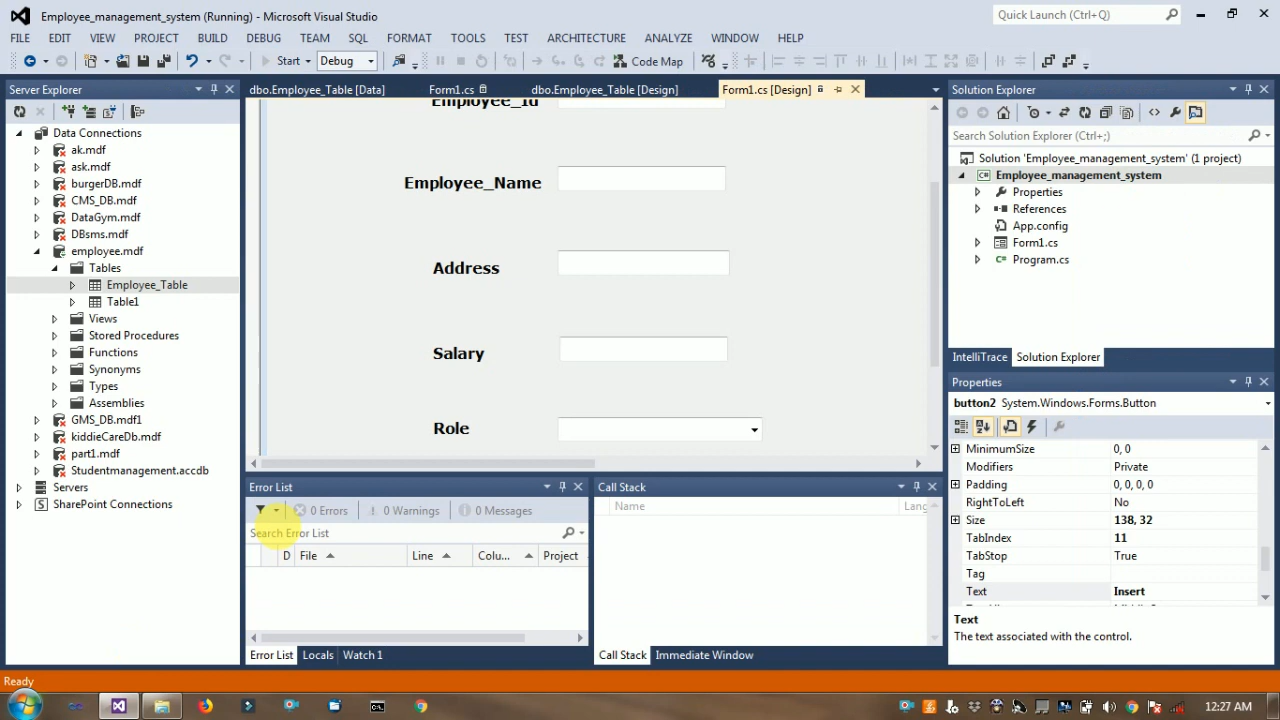 Employee_management_system (Running) - Microsoft Visual Studio
Quick Launch (Ctrl+Q)
FILE EDIT VIEW PROJECT BUILD DEBUG TEAM SQL FORMAT TOOLS TEST ARCHITECTURE ANALYZE WINDOW HELP
Start Debug Code Map
Server Explorer
Data Connections
ak.mdf
ask.mdf
burgerDB.mdf
CMS_DB.mdf
DataGym.mdf
DBsms.mdf
employee.mdf
Tables
Employee_Table
Table1
Views
Stored Procedures
Functions
Synonyms
Types
Assemblies
GMS_DB.mdf1
kiddieCareDb.mdf
part1.mdf
Studentmanagement.accdb
Servers
SharePoint Connections
dbo.Employee_Table [Data] Form1.cs dbo.Employee_Table [Design] Form1.cs [Design]
Employee_Id
Employee_Name
Address
Salary
Role
Error List
0 Errors 0 Warnings 0 Messages
Search Error List
D File Line Colu... Project
Error List Locals Watch 1
Call Stack
Name Lang
Call Stack Immediate Window
Solution Explorer
Search Solution Explorer (Ctrl+;)
Solution 'Employee_management_system' (1 project)
Employee_management_system
Properties
References
App.config
Form1.cs
Program.cs
IntelliTrace Solution Explorer
Properties
button2 System.Windows.Forms.Button
MinimumSize 0, 0
Modifiers Private
Padding 0, 0, 0, 0
RightToLeft No
Size 138, 32
TabIndex 11
TabStop True
Tag
Text Insert
Text
The text associated with the control.
Ready
12:27 AM